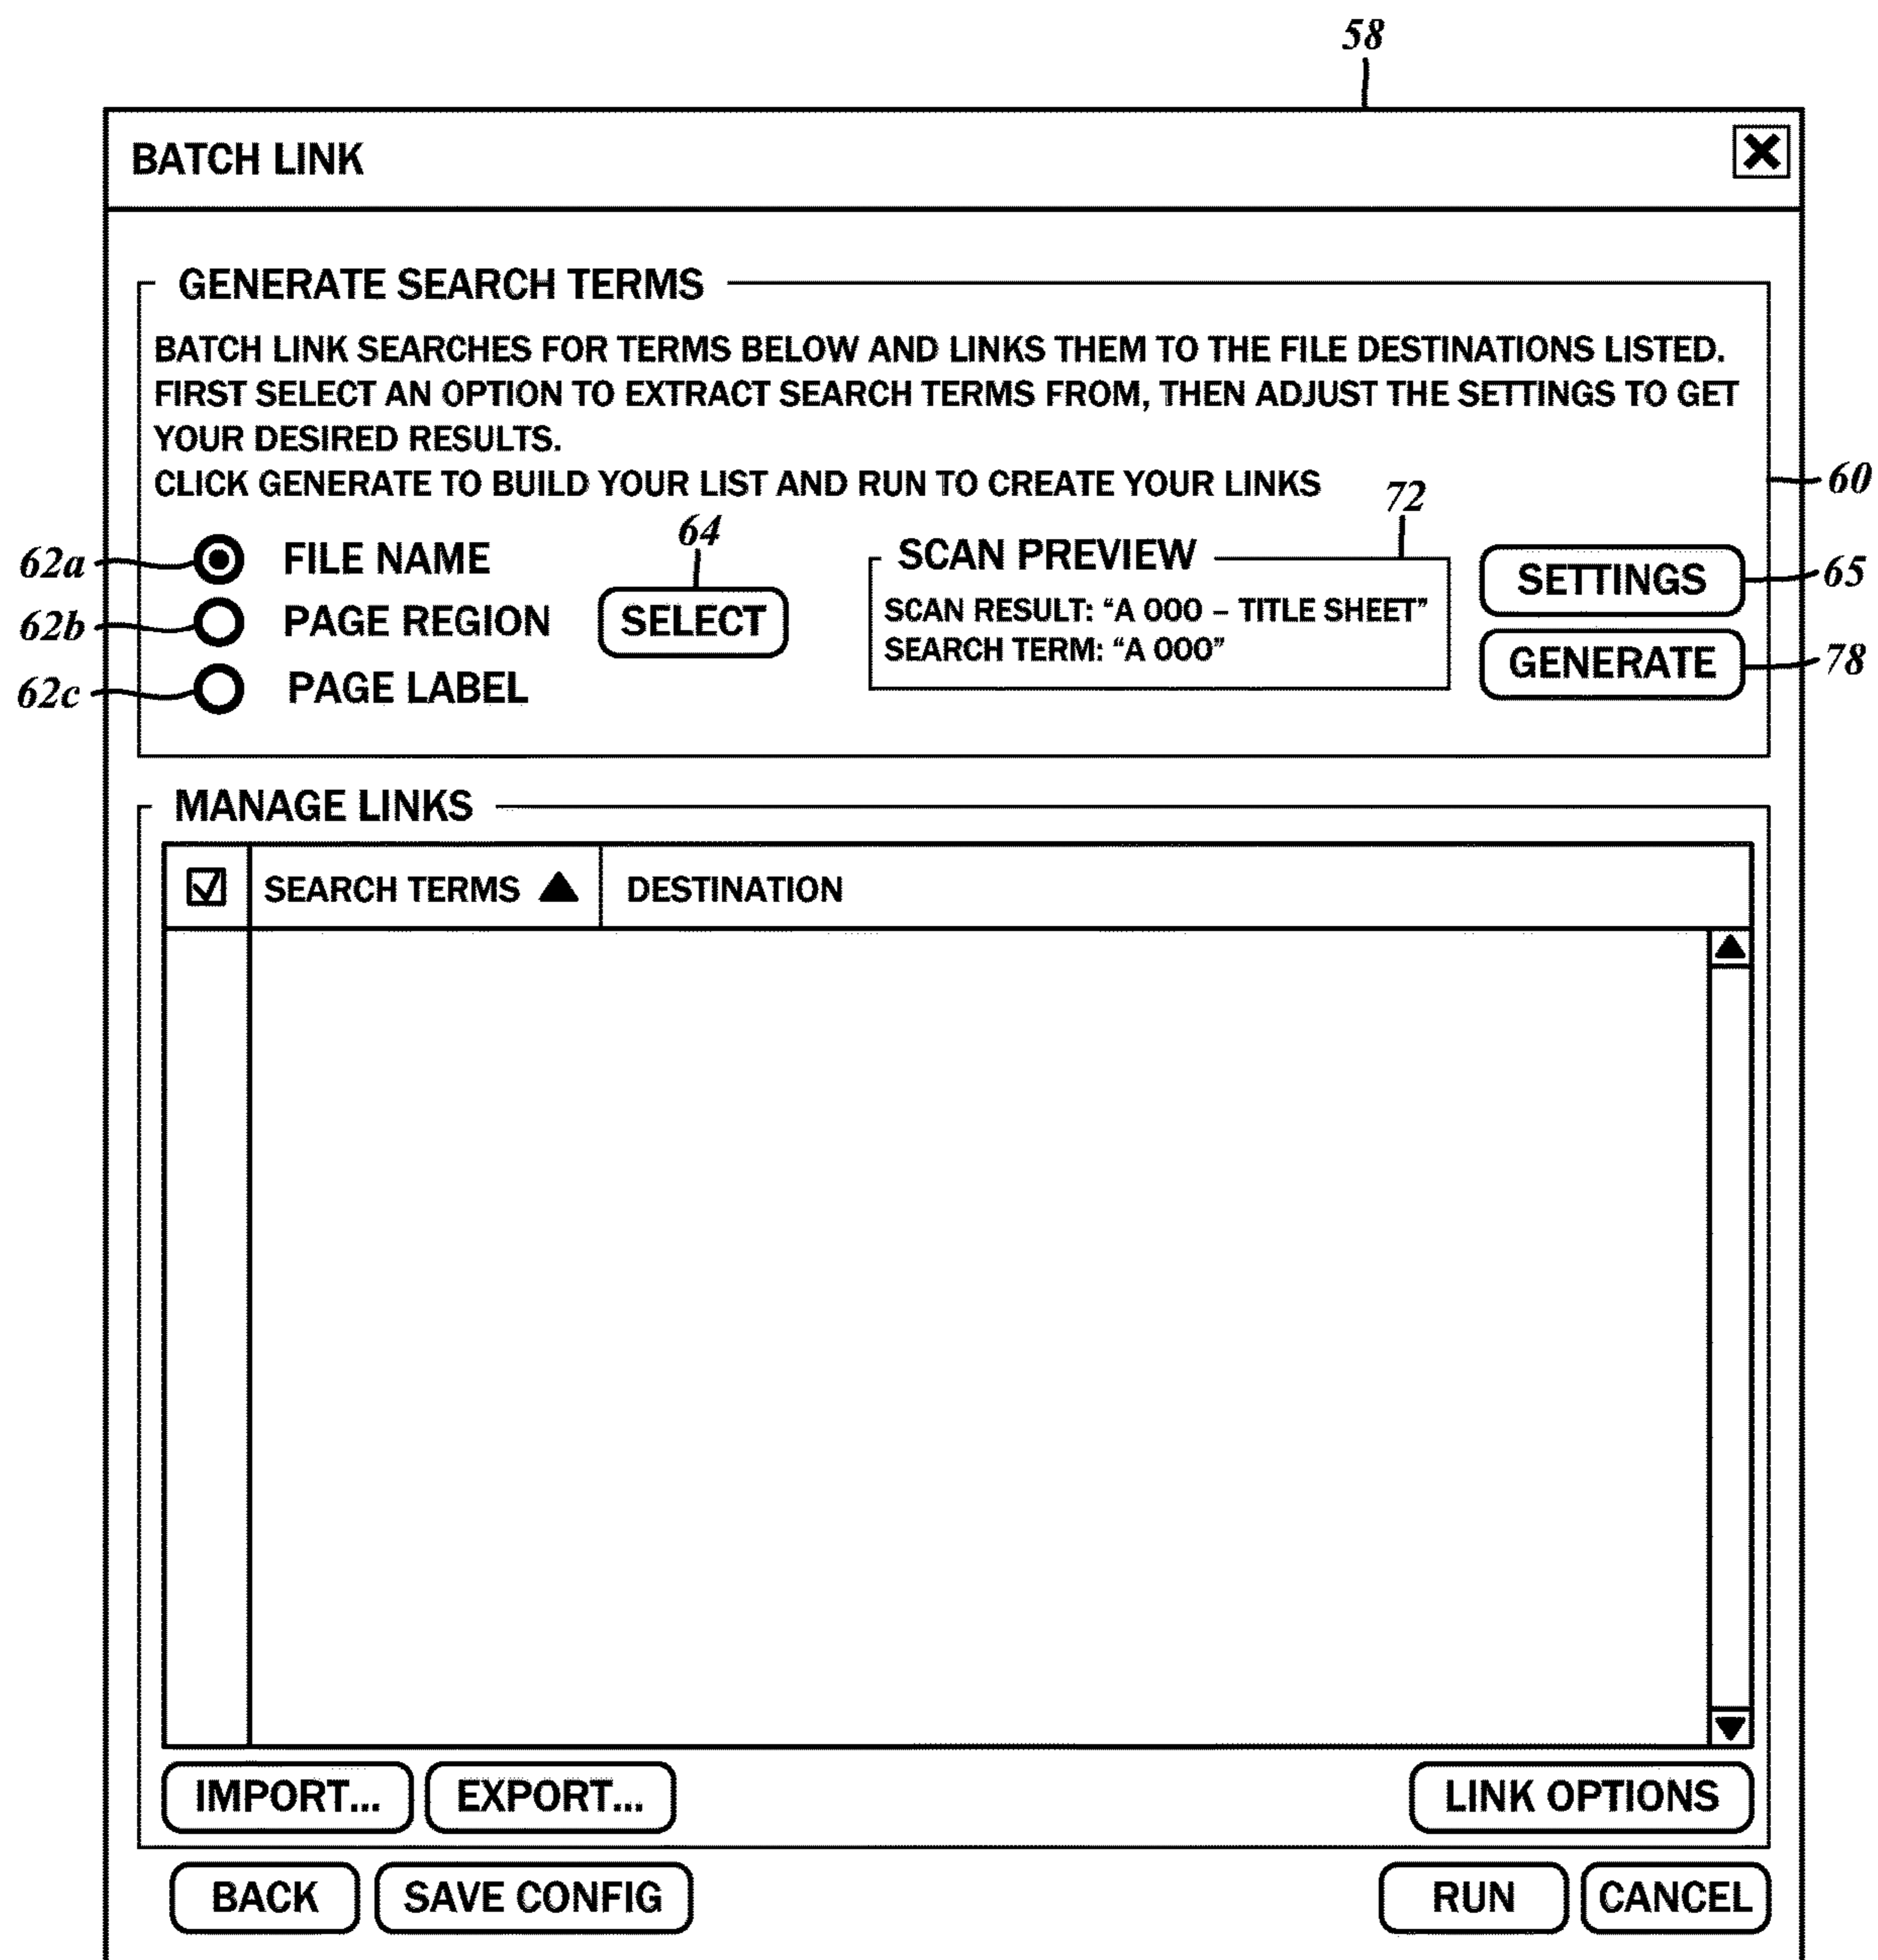 58
BATCH LINK
GENERATE SEARCH TERMS
BATCH LINK SEARCHES FOR TERMS BELOW AND LINKS THEM TO THE FILE DESTINATIONS LISTED.
FIRST SELECT AN OPTION TO EXTRACT SEARCH TERMS FROM, THEN ADJUST THE SETTINGS TO GET
YOUR DESIRED RESULTS.
CLICK GENERATE TO BUILD YOUR LIST AND RUN TO CREATE YOUR LINKS
60
72
62a
FILE NAME
64
SCAN PREVIEW
SETTINGS
65
62b
PAGE REGION
SELECT
SCAN RESULT: “A 000 – TITLE SHEET”
SEARCH TERM: “A 000”
GENERATE
78
62c
PAGE LABEL
MANAGE LINKS
SEARCH TERMS
DESTINATION
IMPORT...
EXPORT...
LINK OPTIONS
BACK
SAVE CONFIG
RUN
CANCEL